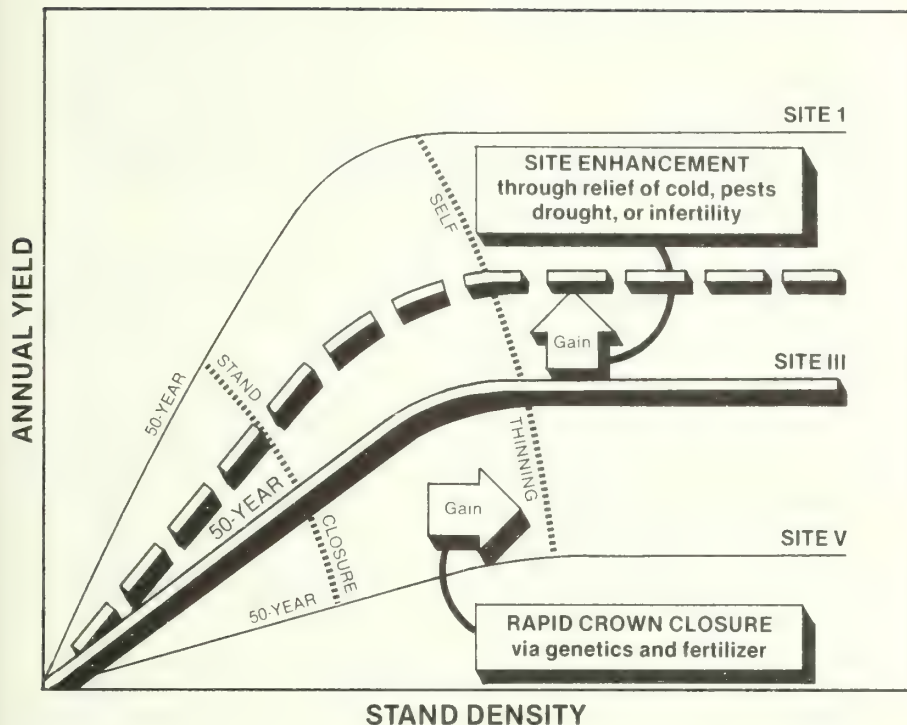 SITE 1
SITE ENHANCEMENT
through relief of cold, pests
drought, or infertility
SELF
Gain
SITE III
STAND
50-YEAR
50-YEAR
THINNING
Gain
CLOSURE
SITE V
50-YEAR
RAPID CROWN CLOSURE
via genetics and fertilizer
ANNUAL YIELD
STAND DENSITY